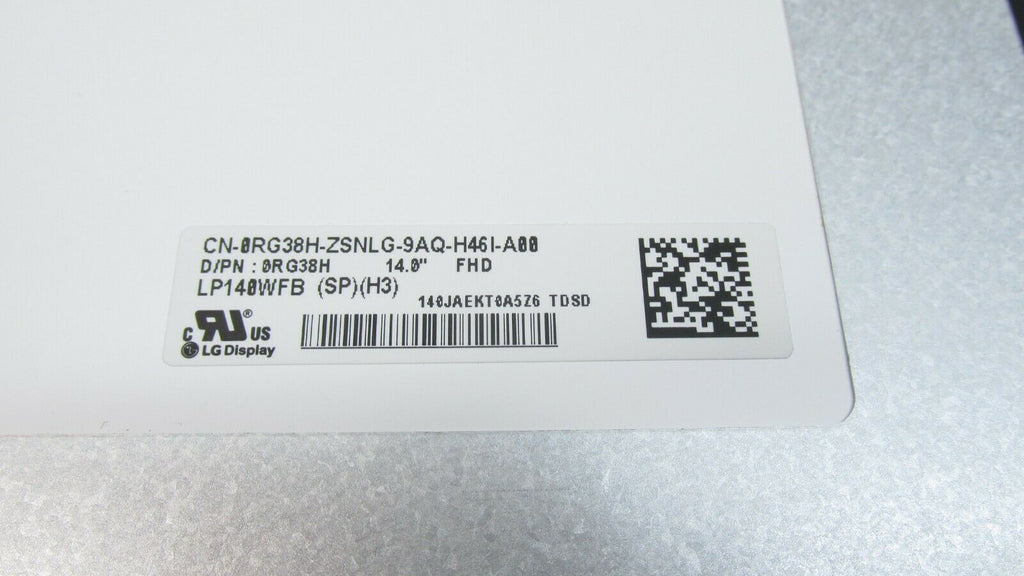 CN-0RG38H-ZSNLG-9AQ-H46I-A00
D/PN : 0RG38H 14.0" FHD
LP140WFB (SP)(H3)
140JAEKT0A5Z6 TDSD
C RU® US
LG Display